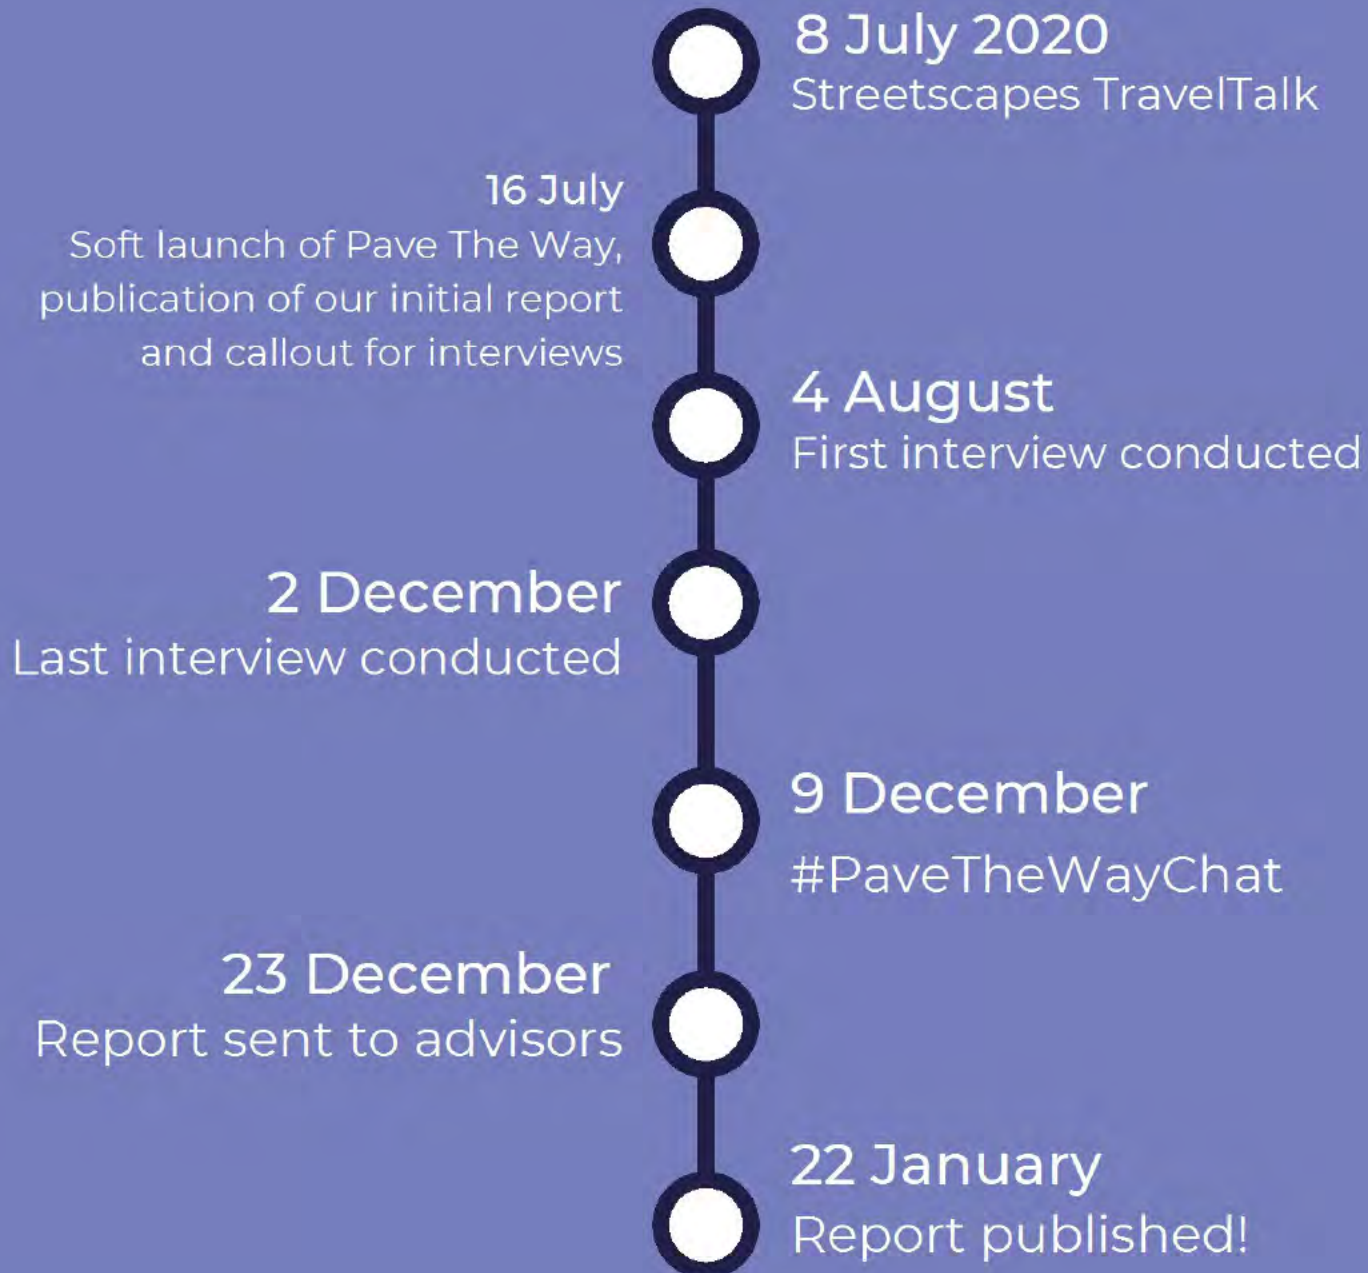 8 July 2020
Streetscapes TravelTalk
16 July
Soft launch of Pave The Way,
publication of our initial report
and callout for interviews
4 August
First interview conducted
2 December
Last interview conducted
9 December
#PaveTheWayChat
23 December
Report sent to advisors
22 January
Report published!